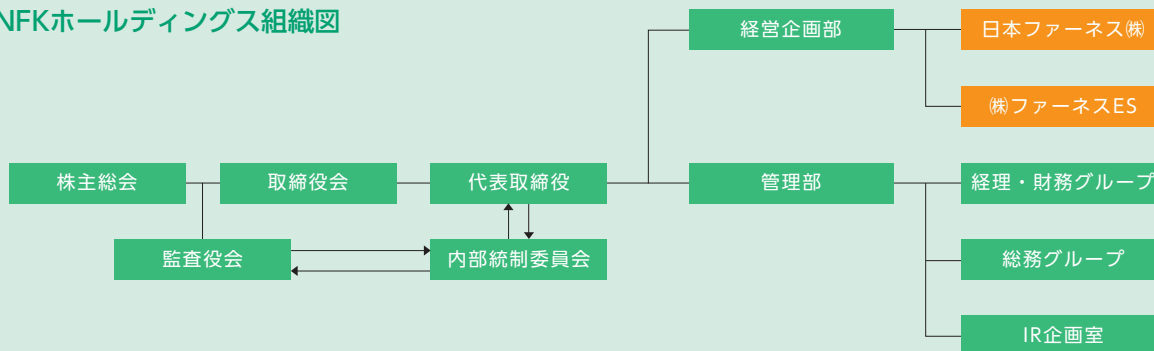 NFKホールディングス組織図
経営企画部
日本ファーネス㈱
㈱ファーネスES
株主総会
取締役会
代表取締役
管理部
経理・財務グループ
監査役会
内部統制委員会
総務グループ
IR企画室